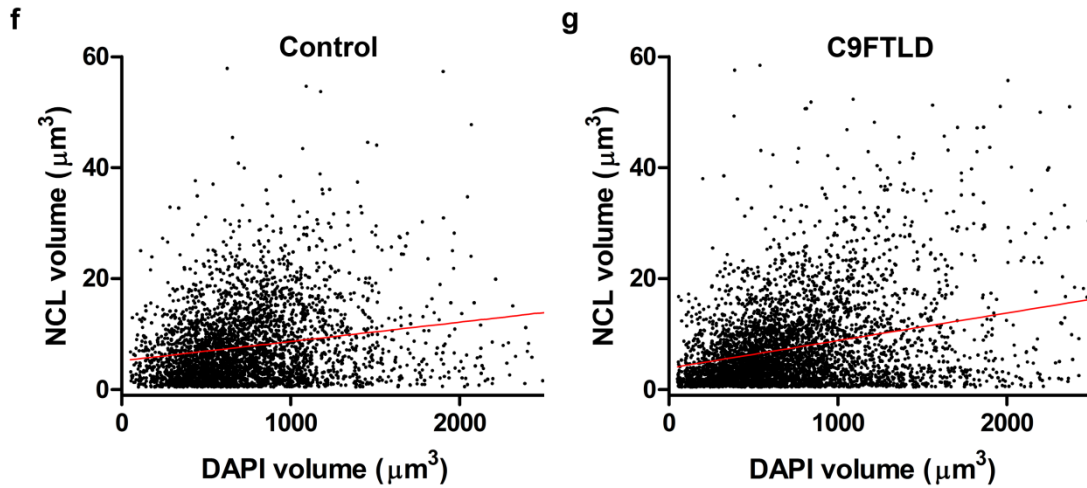 f
Control
60
40
20
0
NCL volume (μm³)
0 1000 2000
DAPI volume (μm³)
g
C9FTLD
60
40
20
0
NCL volume (μm³)
0 1000 2000
DAPI volume (μm³)